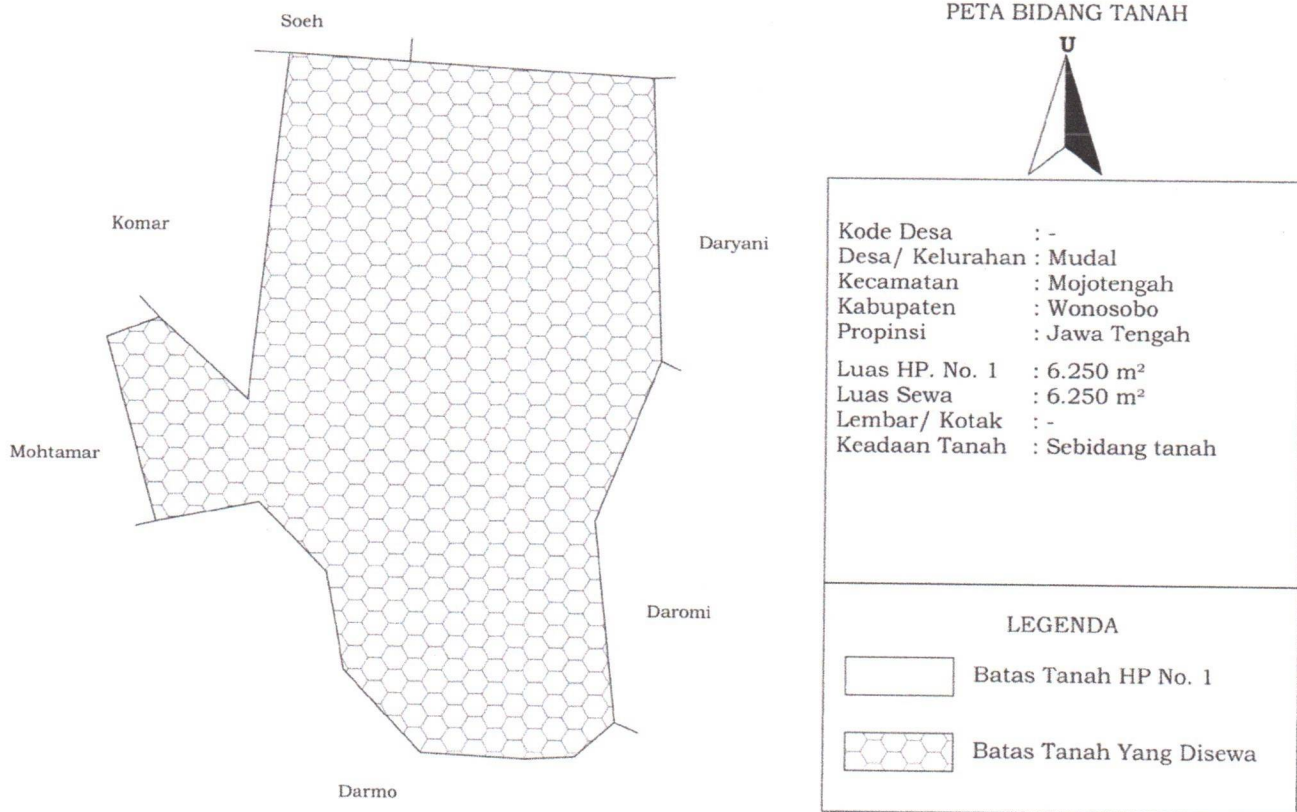 PETA BIDANG TANAH
U
Soeh
Komar
Daryani
Mohtamar
Daromi
Darmo
Kode Desa : -
Desa/ Kelurahan : Mudal
Kecamatan : Mojotengah
Kabupaten : Wonosobo
Propinsi : Jawa Tengah
Luas HP. No. 1 : 6.250 m²
Luas Sewa : 6.250 m²
Lembar/ Kotak : -
Keadaan Tanah : Sebidang tanah
LEGENDA
Batas Tanah HP No. 1
Batas Tanah Yang Disewa